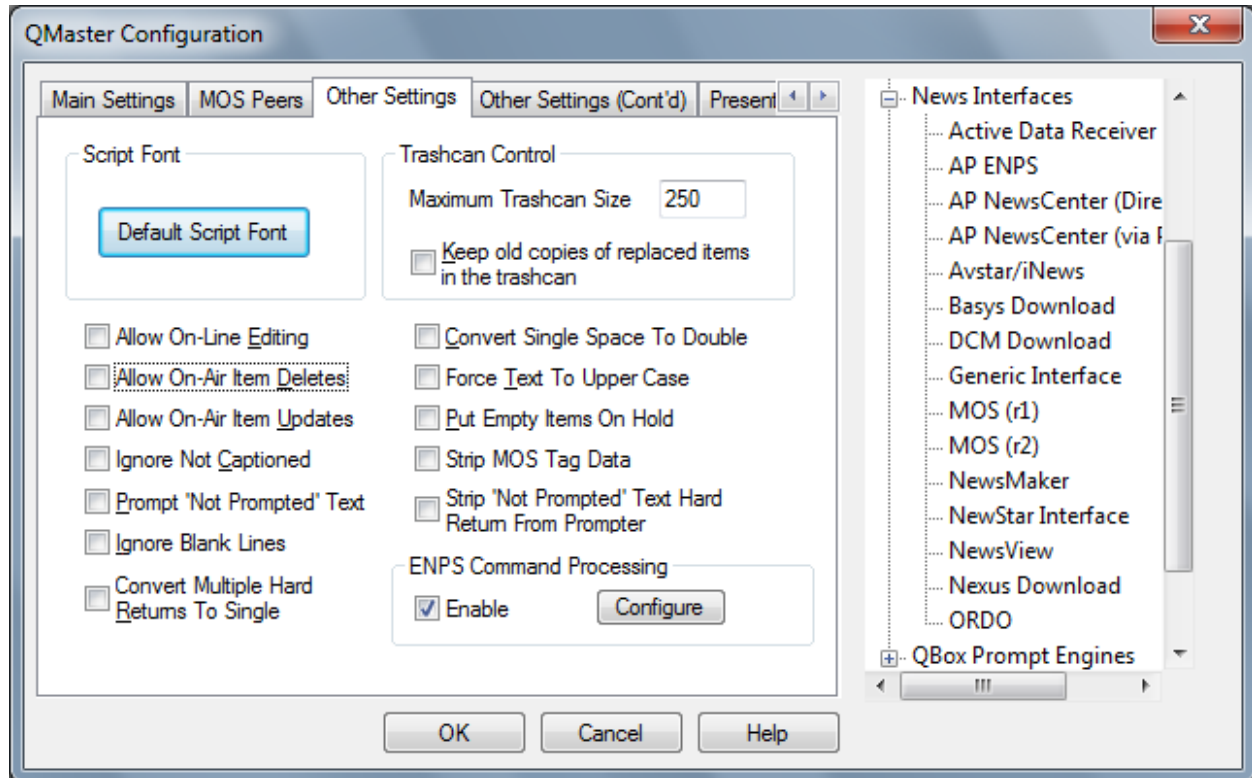 QMaster Configuration
Main Settings
MOS Peers
Other Settings
Other Settings (Cont'd)
Present
Script Font
Default Script Font
Trashcan Control
Maximum Trashcan Size 250
Keep old copies of replaced items
in the trashcan
Allow On-Line Editing
Allow On-Air Item Deletes
Allow On-Air Item Updates
Ignore Not Captioned
Prompt "Not Prompted" Text
Ignore Blank Lines
Convert Multiple Hard
Returns To Single
Convert Single Space To Double
Force Text To Upper Case
Put Empty Items On Hold
Strip MOS Tag Data
Strip "Not Prompted" Text Hard
Return From Prompter
ENPS Command Processing
Enable
Configure
News Interfaces
Active Data Receiver
AP ENPS
AP NewsCenter (Dire
AP NewsCenter (via
Avstar/iNews
Basys Download
DCM Download
Generic Interface
MOS (r1)
MOS (r2)
NewsMaker
NewStar Interface
NewsView
Nexus Download
ORDO
QBox Prompt Engines
OK
Cancel
Help